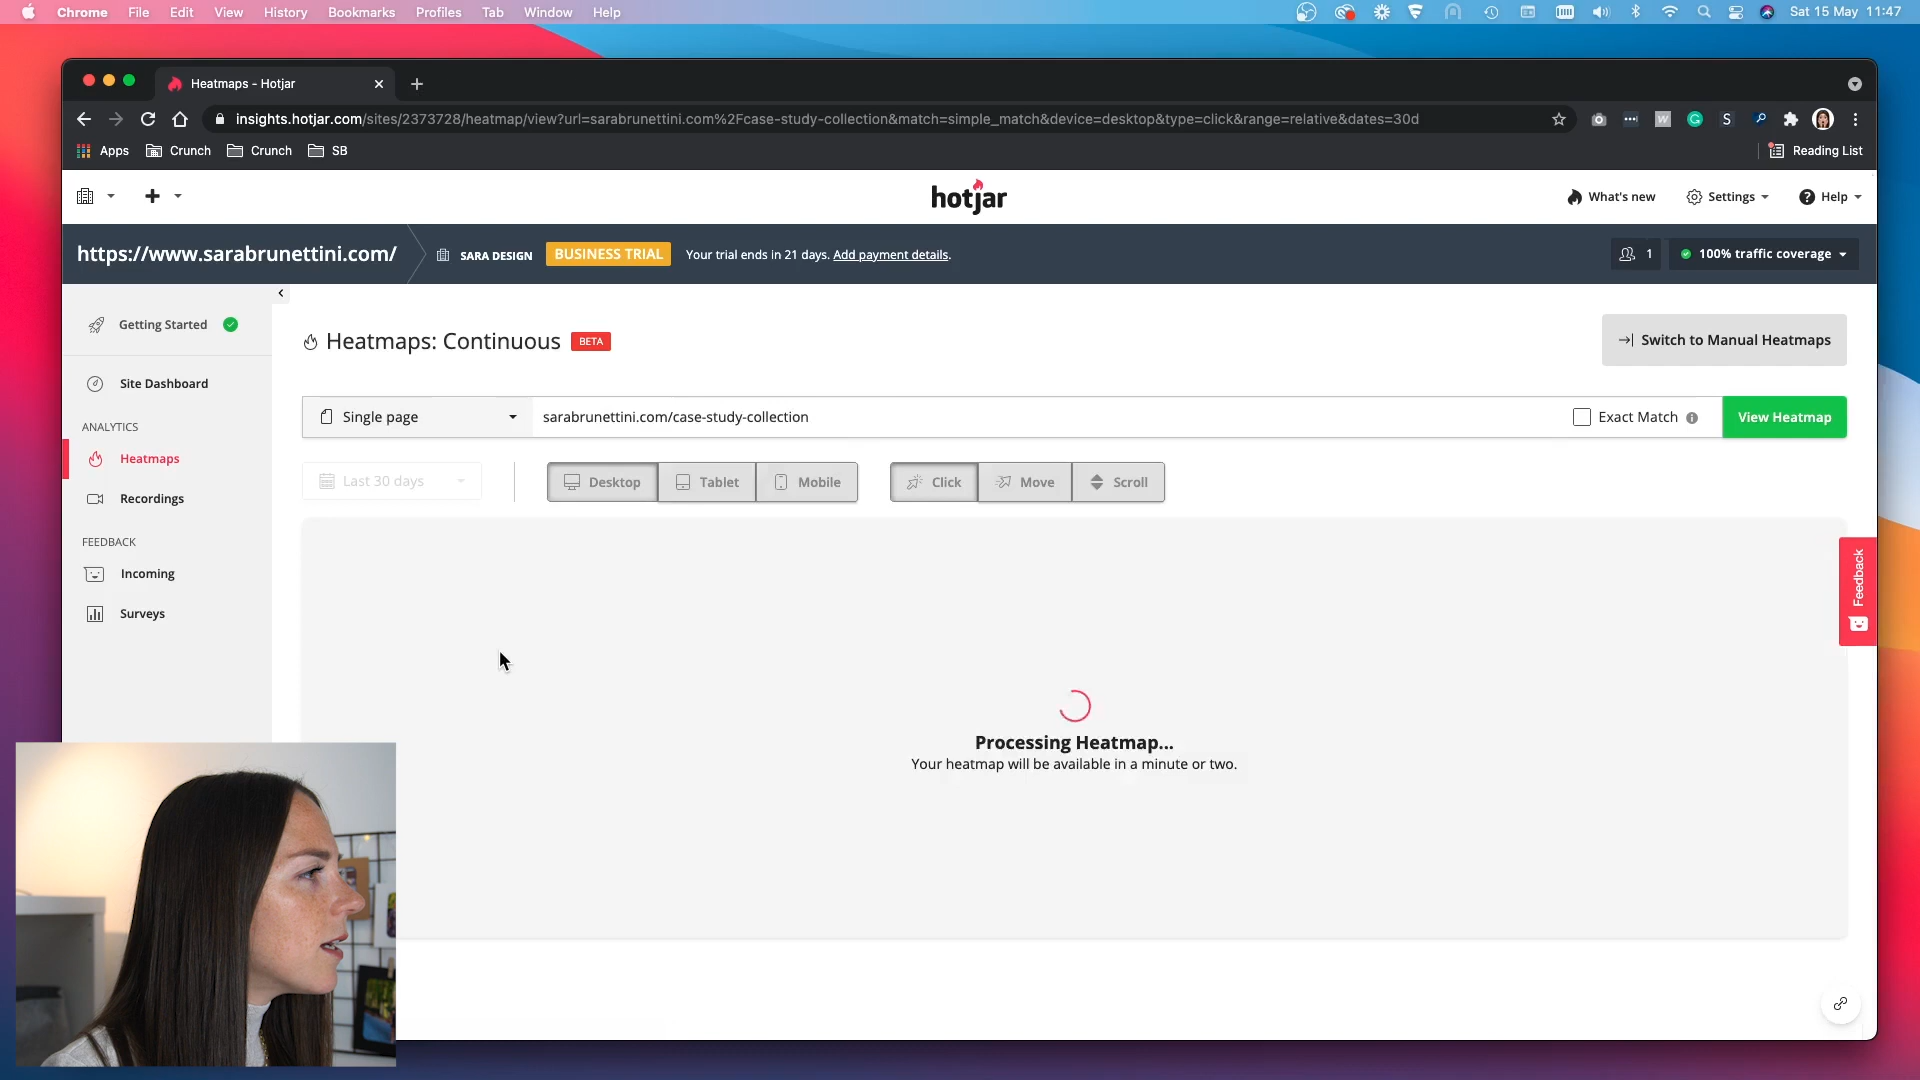 Chrome File Edit View History Bookmarks Profiles Tab Window Help Sat 15 May 11:47
Heatmaps - Hotjar
insights.hotjar.com/sites/2373728/heatmap/view?url=sarabrunettini.com%2Fcase-study-collection&match=simple_match&device=desktop&type=click&range=relative&dates=30d
Apps Crunch Crunch SB Reading List
hotjar What's new Settings Help
https://www.sarabrunettini.com/ SARA DESIGN BUSINESS TRIAL Your trial ends in 21 days. Add payment details. 1 100% traffic coverage
Getting Started
Heatmaps: Continuous BETA
Switch to Manual Heatmaps
Site Dashboard
ANALYTICS
Single page sarabrunettini.com/case-study-collection Exact Match View Heatmap
Heatmaps
Last 30 days Desktop Tablet Mobile Click Move Scroll
Recordings
FEEDBACK
Incoming
Surveys
Feedback
Processing Heatmap...
Your heatmap will be available in a minute or two.